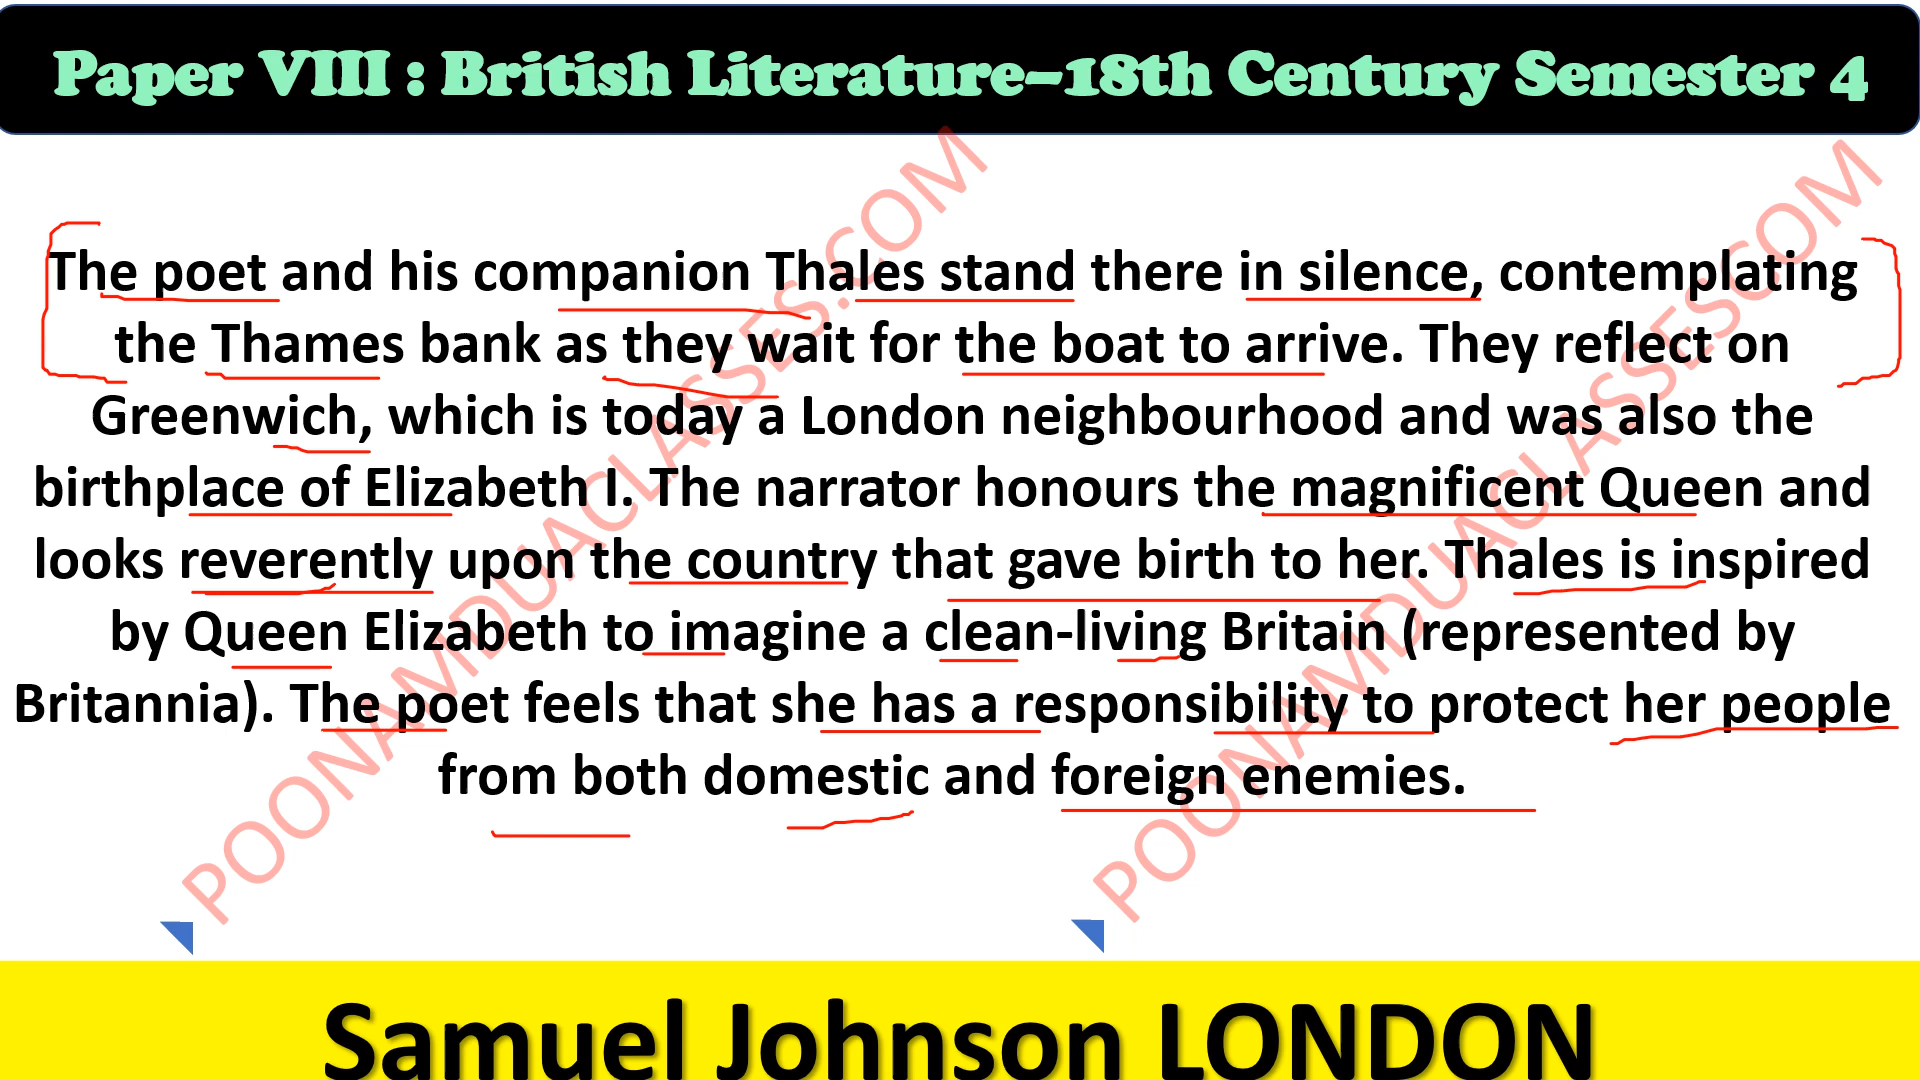 Paper VIII : British Literature–18th Century Semester 4
The poet and his companion Thales stand there in silence, contemplating
the Thames bank as they wait for the boat to arrive. They reflect on
Greenwich, which is today a London neighbourhood and was also the
birthplace of Elizabeth I. The narrator honours the magnificent Queen and
looks reverently upon the country that gave birth to her. Thales is inspired
by Queen Elizabeth to imagine a clean-living Britain (represented by
Britannia). The poet feels that she has a responsibility to protect her people
from both domestic and foreign enemies.
POONAMDUACLASSES.COM
POONAMDUACLASSES.COM
Samuel Johnson LONDON